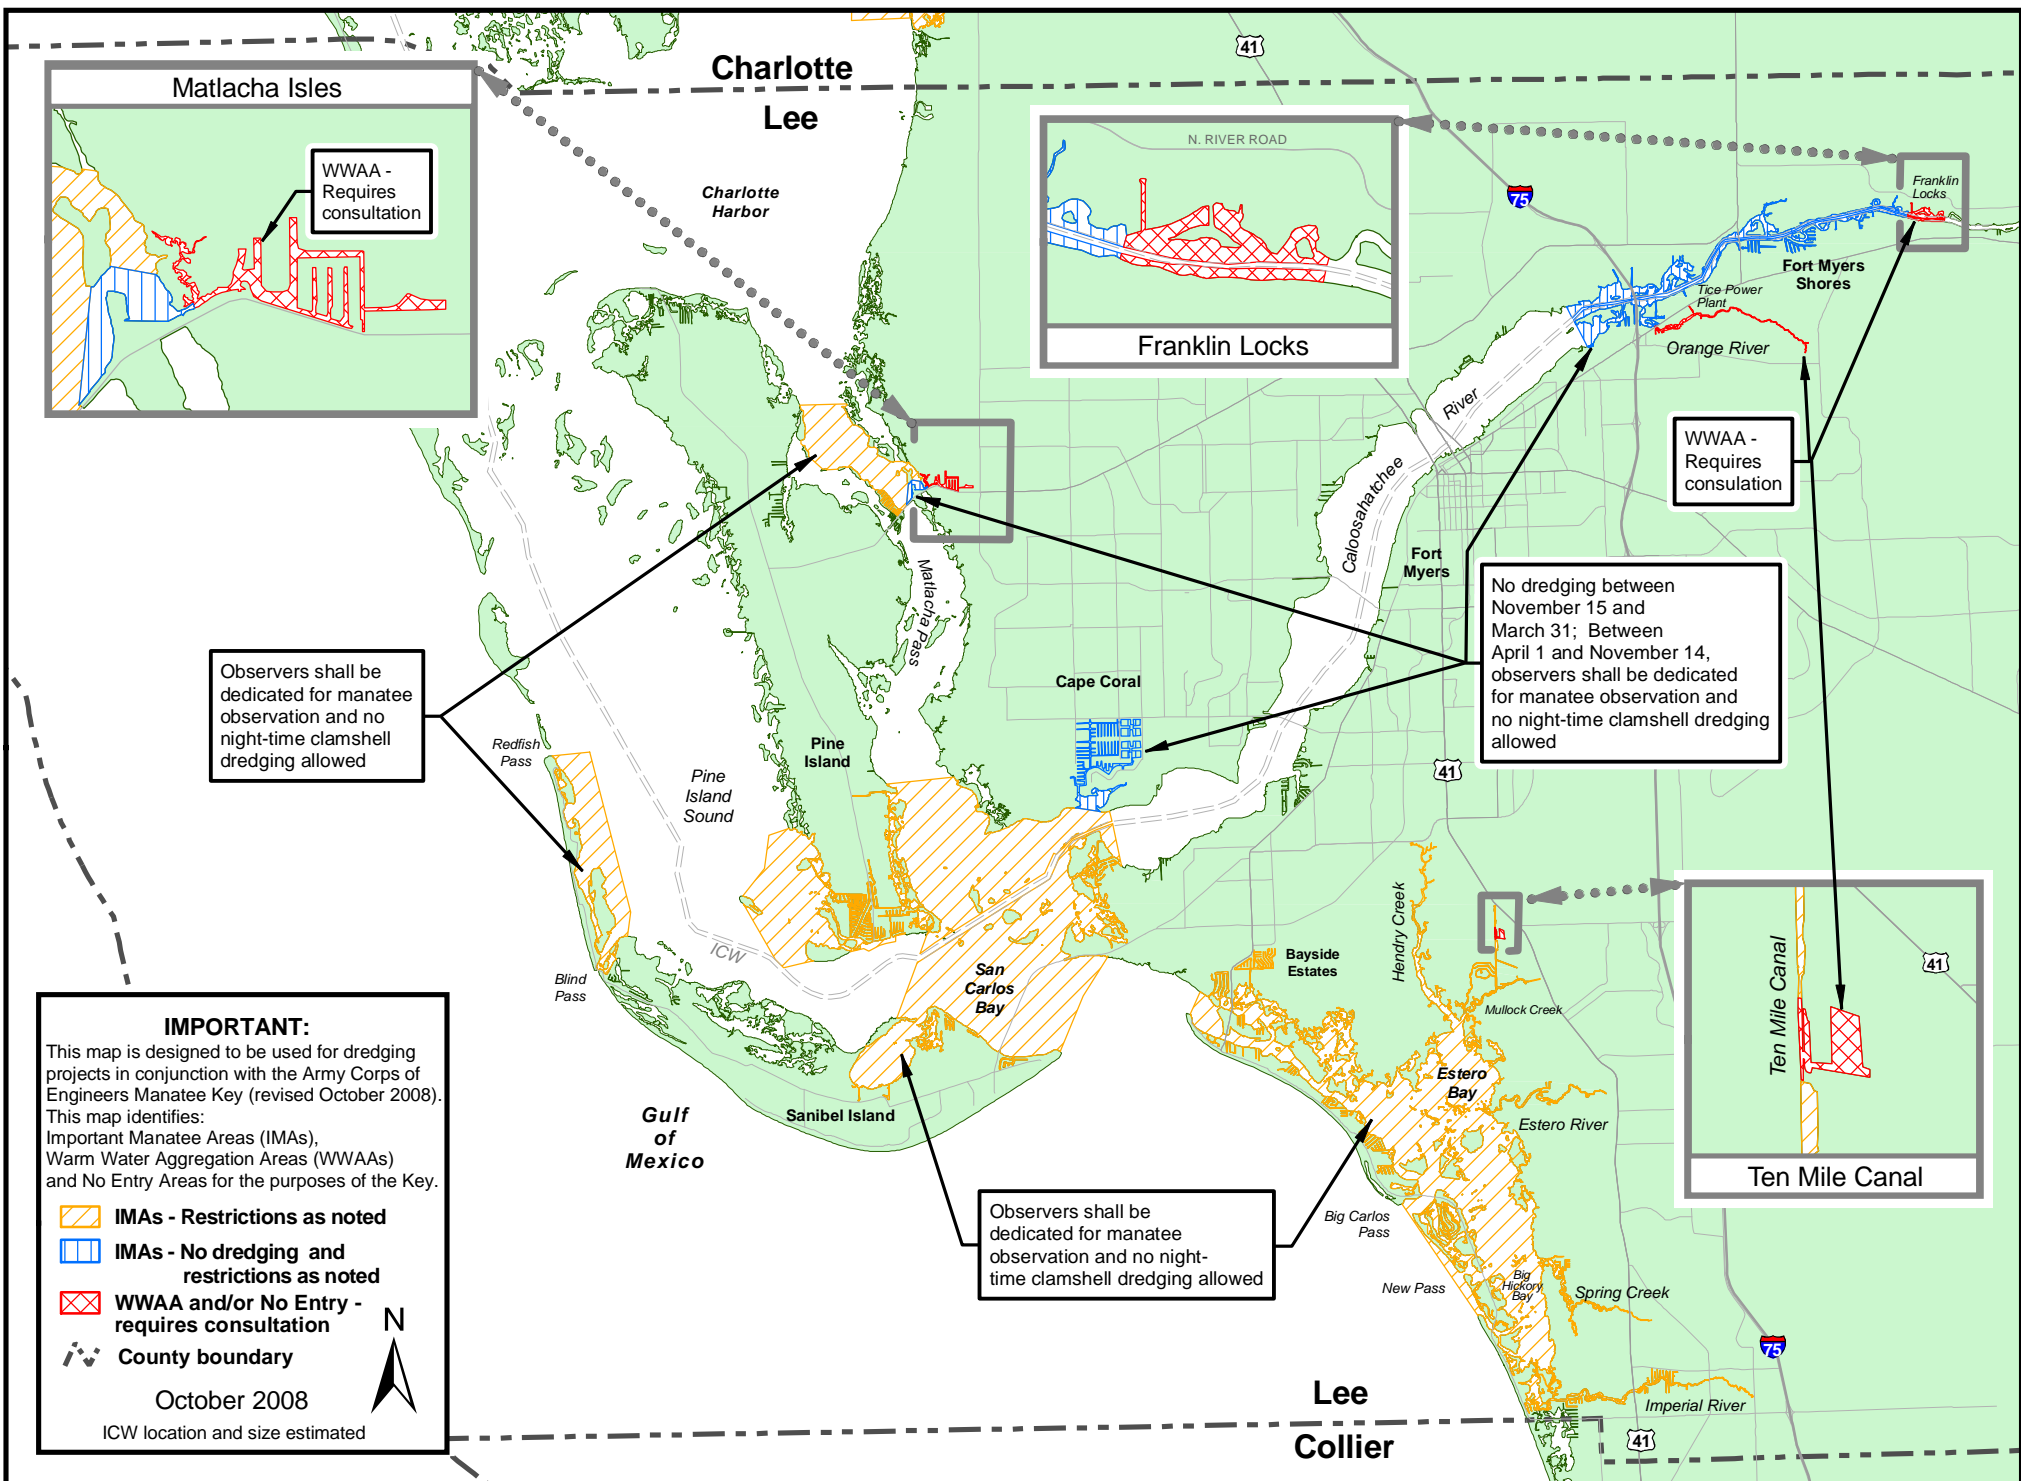 Charlotte
Lee
41
Matlacha Isles
WWAA -
Requires
consultation
Charlotte
Harbor
N. RIVER ROAD
Franklin Locks
75
Franklin
Locks
Fort Myers
Shores
Tice Power
Plant
Orange River
WWAA -
Requires
consulation
River
Caloosahatchee
Fort
Myers
Matlacha Pass
No dredging between
November 15 and
March 31; Between
April 1 and November 14,
observers shall be dedicated
for manatee observation and
no night-time clamshell dredging
allowed
Observers shall be
dedicated for manatee
observation and no
night-time clamshell
dredging allowed
Cape Coral
Redfish
Pass
Pine
Island
Sound
Pine
Island
41
ICW
Blind
Pass
San
Carlos
Bay
Bayside
Estates
Hendry Creek
Mullock Creek
Ten Mile Canal
41
Ten Mile Canal
Estero
Bay
Estero River
Gulf
of
Mexico
Sanibel Island
Observers shall be
dedicated for manatee
observation and no night-
time clamshell dredging allowed
Big Carlos
Pass
New Pass
Big
Hickory
Bay
Spring Creek
75
Imperial River
41
Lee
Collier
IMPORTANT:
This map is designed to be used for dredging
projects in conjunction with the Army Corps of
Engineers Manatee Key (revised October 2008).
This map identifies:
Important Manatee Areas (IMAs),
Warm Water Aggregation Areas (WWAAs)
and No Entry Areas for the purposes of the Key.
IMAs - Restrictions as noted
IMAs - No dredging and
restrictions as noted
WWAA and/or No Entry -
requires consultation
County boundary
N
October 2008
ICW location and size estimated